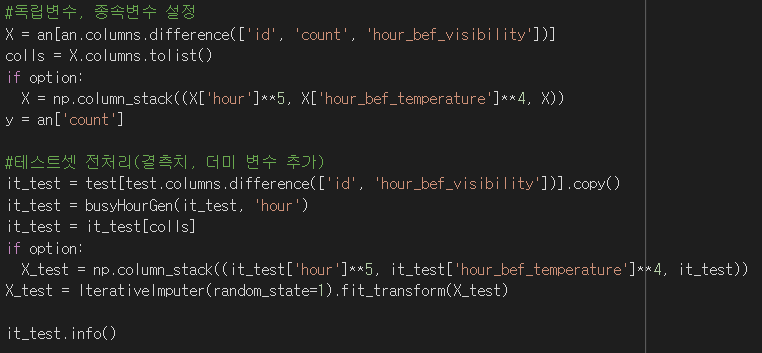 #독립변수, 종속변수 설정
X = an[an.columns.difference(['id', 'count', 'hour_bef_visibility'])]
colls = X.columns.tolist()
if option:
  X = np.column_stack((X['hour']**5, X['hour_bef_temperature']**4, X))
y = an['count']

#테스트셋 전처리(결측치, 더미 변수 추가)
it_test = test[test.columns.difference(['id', 'hour_bef_visibility'])].copy()
it_test = busyHourGen(it_test, 'hour')
it_test = it_test[colls]
if option:
  X_test = np.column_stack((it_test['hour']**5, it_test['hour_bef_temperature']**4, it_test))
X_test = IterativeImputer(random_state=1).fit_transform(X_test)

it_test.info()